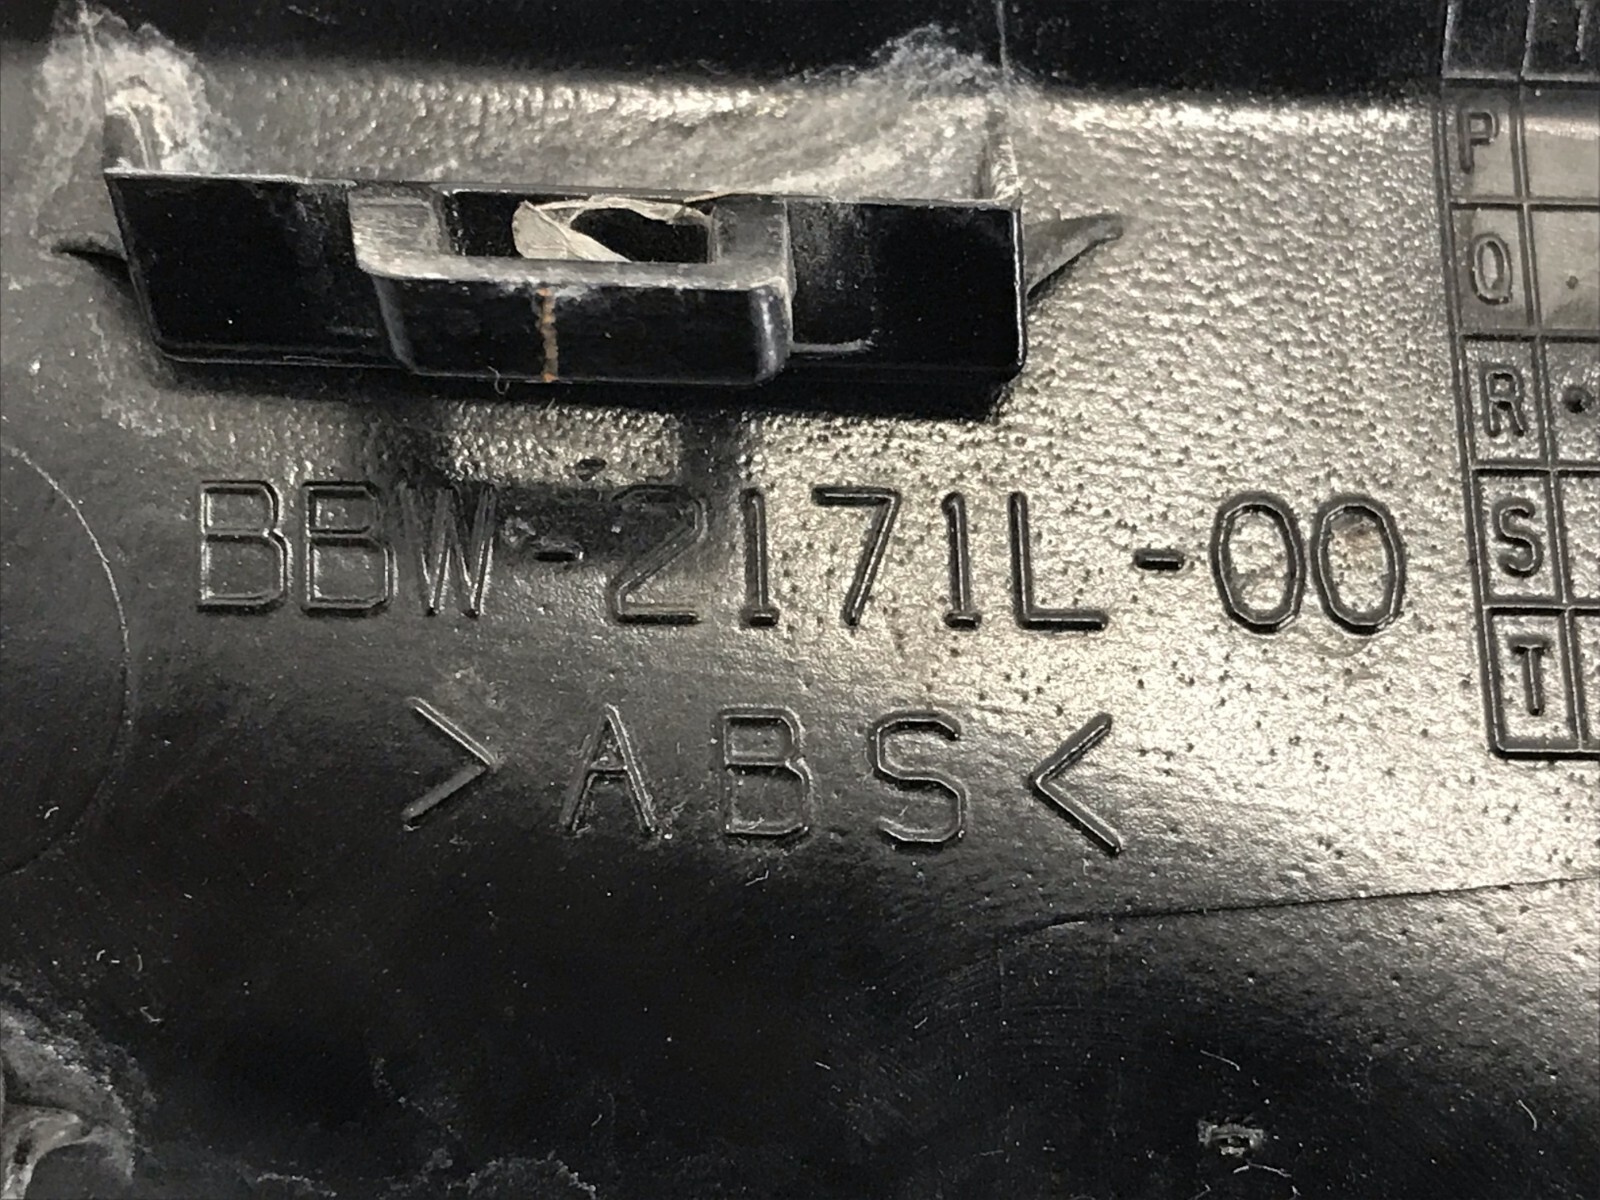 BBW-2171L-00
>ABS<
P
Q
R
S
T